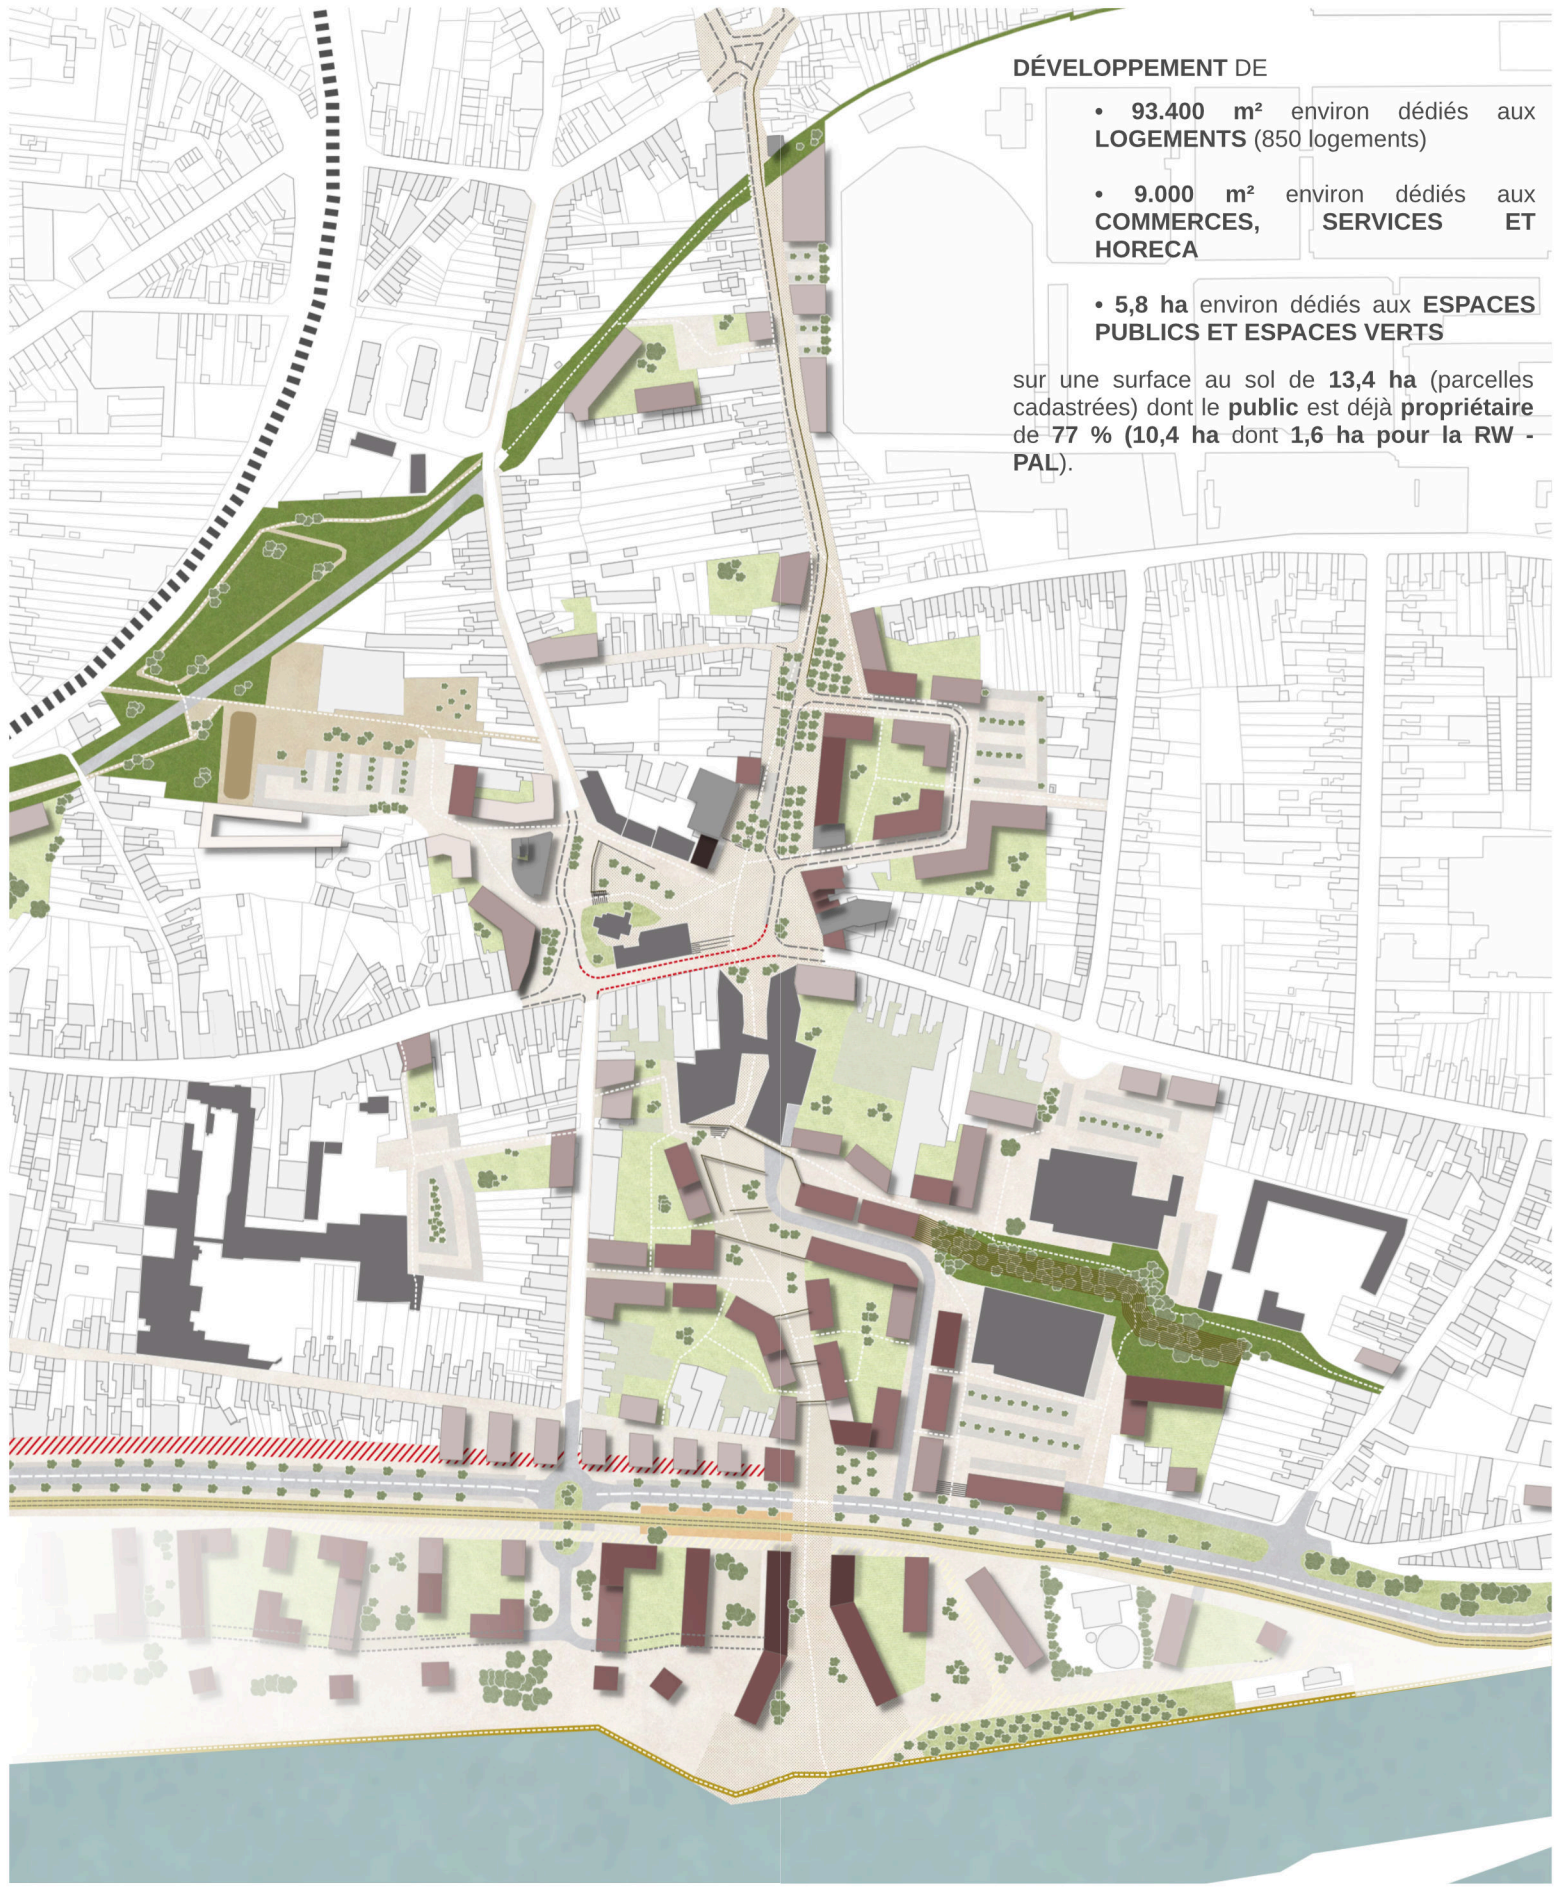 DÉVELOPPEMENT DE
• 93.400 m² environ dédiés aux
LOGEMENTS (850 logements)
• 9.000 m² environ dédiés aux
COMMERCES, SERVICES ET
HORECA
• 5,8 ha environ dédiés aux ESPACES
PUBLICS ET ESPACES VERTS
sur une surface au sol de 13,4 ha (parcelles
cadastrées) dont le public est déjà propriétaire
de 77 % (10,4 ha dont 1,6 ha pour la RW -
PAL).